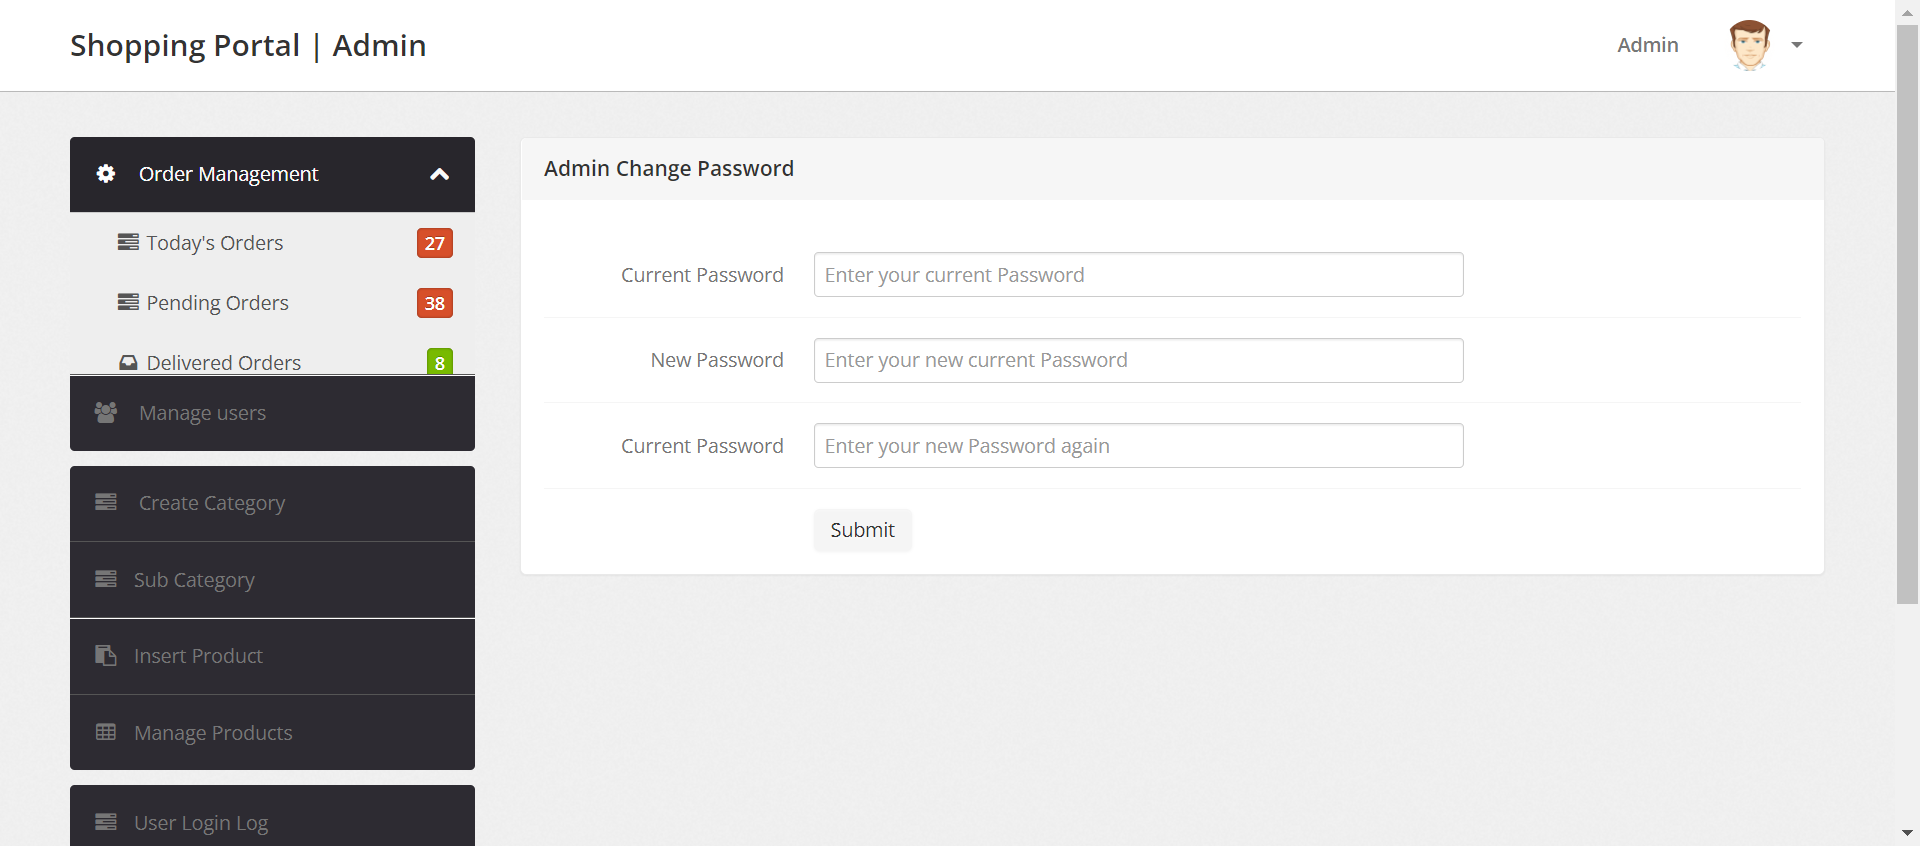 Shopping Portal | Admin
Admin
Order Management
Today's Orders 27
Pending Orders 38
Delivered Orders 8
Manage users
Create Category
Sub Category
Insert Product
Manage Products
User Login Log
Admin Change Password
Current Password Enter your current Password
New Password Enter your new current Password
Current Password Enter your new Password again
Submit